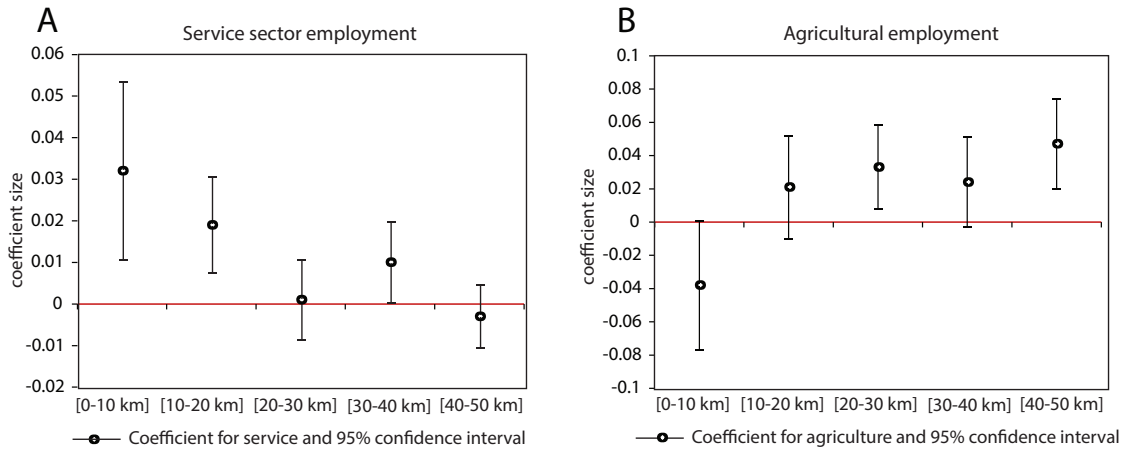 A
Service sector employment
0.06
0.05
0.04
0.03
0.02
0.01
0
-0.01
-0.02
coefficient size
[0-10 km] [10-20 km] [20-30 km] [30-40 km] [40-50 km]
Coefficient for service and 95% confidence interval
B
Agricultural employment
0.1
0.08
0.06
0.04
0.02
0
-0.02
-0.04
-0.06
-0.08
-0.1
coefficient size
[0-10 km] [10-20 km] [20-30 km] [30-40 km] [40-50 km]
Coefficient for agriculture and 95% confidence interval